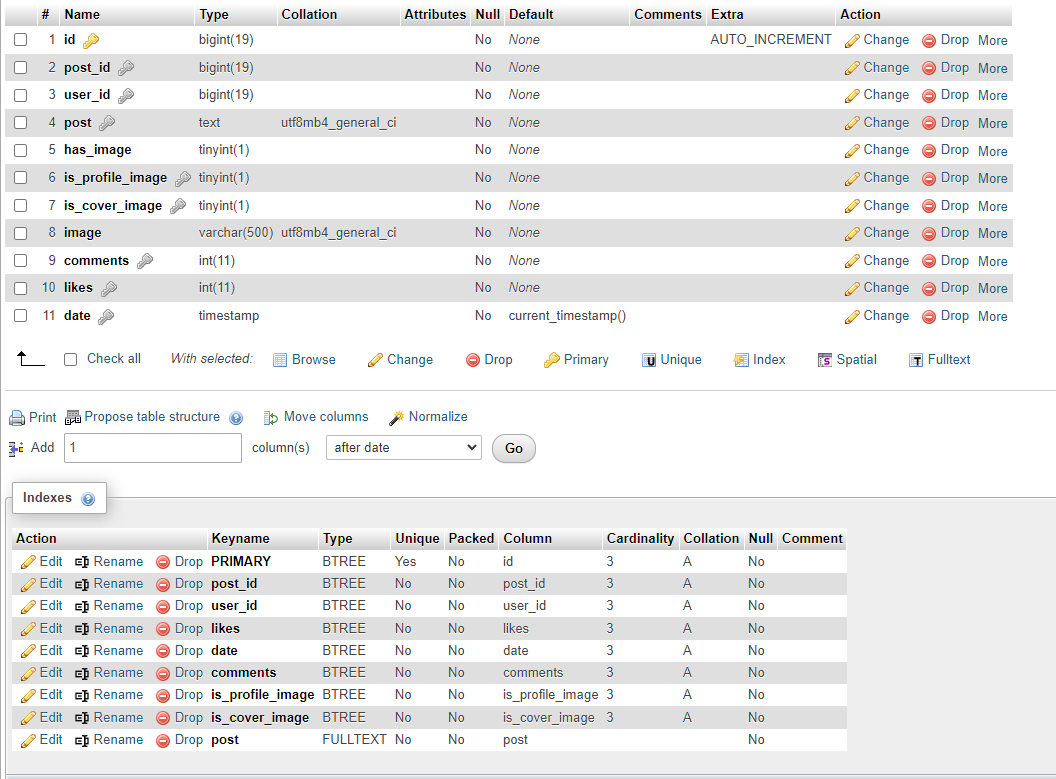 # Name Type Collation Attributes Null Default Comments Extra Action
1 id bigint(19) No None AUTO_INCREMENT Change Drop More
2 post_id bigint(19) No None Change Drop More
3 user_id bigint(19) No None Change Drop More
4 post text utf8mb4_general_ci No None Change Drop More
5 has_image tinyint(1) No None Change Drop More
6 is_profile_image tinyint(1) No None Change Drop More
7 is_cover_image tinyint(1) No None Change Drop More
8 image varchar(500) utf8mb4_general_ci No None Change Drop More
9 comments int(11) No None Change Drop More
10 likes int(11) No None Change Drop More
11 date timestamp No current_timestamp() Change Drop More
Check all With selected: Browse Change Drop Primary U Unique Index S Spatial T Fulltext
Print Propose table structure ? Move columns Normalize
Add 1 column(s) after date Go
Indexes ?
Action Keyname Type Unique Packed Column Cardinality Collation Null Comment
Edit Rename Drop PRIMARY BTREE Yes No id 3 A No
Edit Rename Drop post_id BTREE No No post_id 3 A No
Edit Rename Drop user_id BTREE No No user_id 3 A No
Edit Rename Drop likes BTREE No No likes 3 A No
Edit Rename Drop date BTREE No No date 3 A No
Edit Rename Drop comments BTREE No No comments 3 A No
Edit Rename Drop is_profile_image BTREE No No is_profile_image 3 A No
Edit Rename Drop is_cover_image BTREE No No is_cover_image 3 A No
Edit Rename Drop post FULLTEXT No No post No